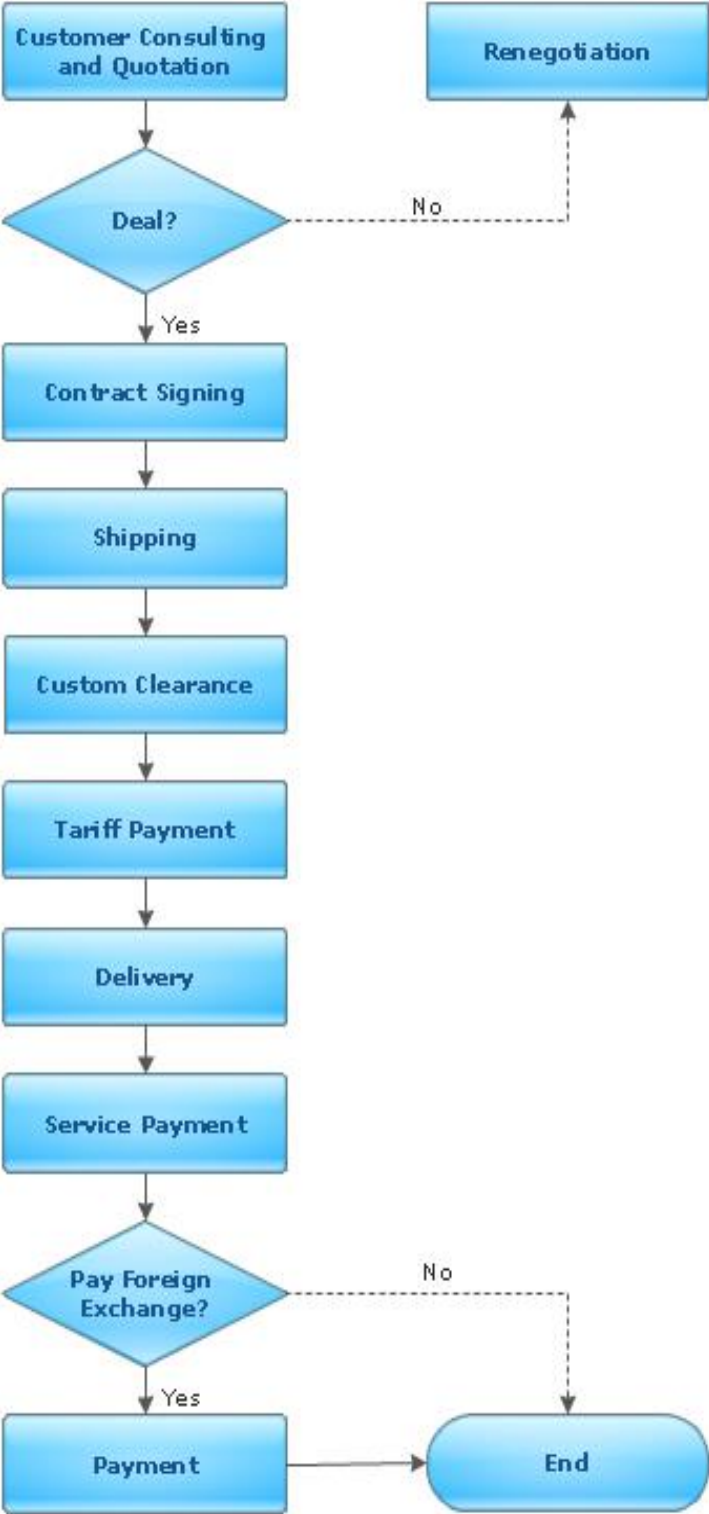 Customer Consulting
and Quotation
Renegotiation
Deal?
No
Yes
Contract Signing
Shipping
Custom Clearance
Tariff Payment
Delivery
Service Payment
Pay Foreign
Exchange?
No
Yes
Payment
End